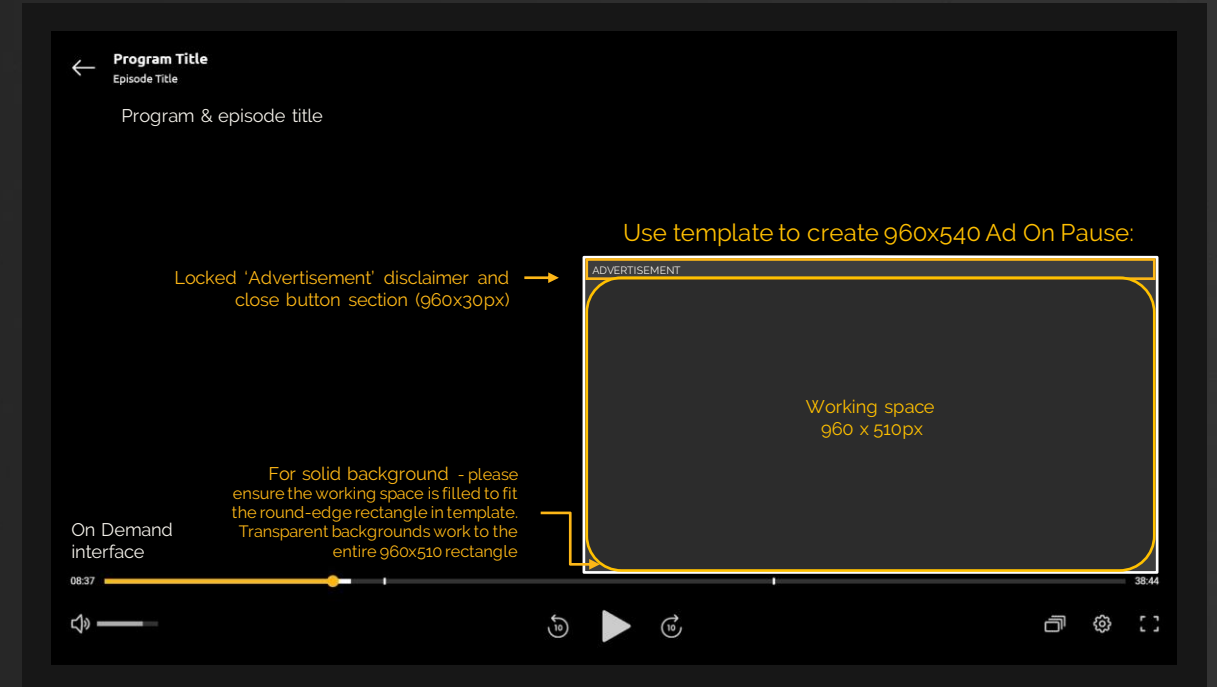 Program Title
Episode Title
Program & episode title
Use template to create 960x540 Ad On Pause:
Locked ‘Advertisement’ disclaimer and
close button section (960x30px)
ADVERTISEMENT
Working space
960 x 510px
For solid background - please
ensure the working space is filled to fit
the round-edge rectangle in template.
Transparent backgrounds work to the
entire 960x510 rectangle
On Demand
interface
08:37
38:44
10
10